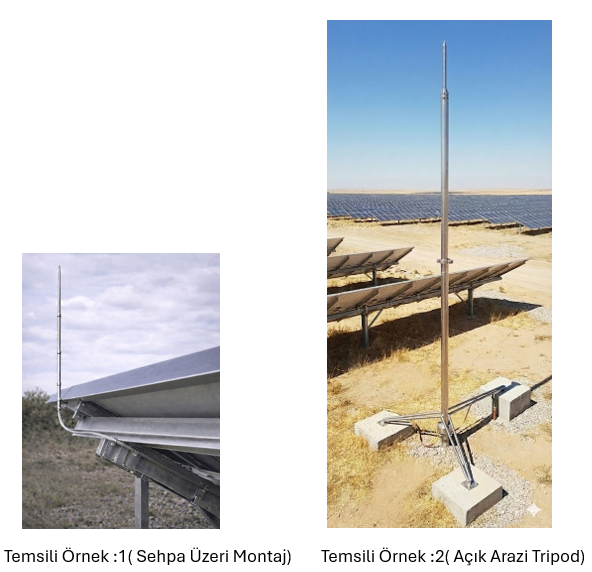 Temsili Örnek :1( Sehpa Üzeri Montaj)
Temsili Örnek :2( Açık Arazi Tripod)